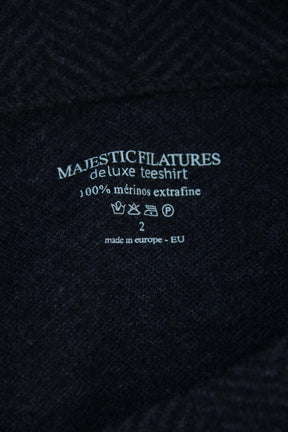 MAJESTIC FILATURES
deluxe teeshirt
100% mérinos extrafine
P
2
made in europe - EU